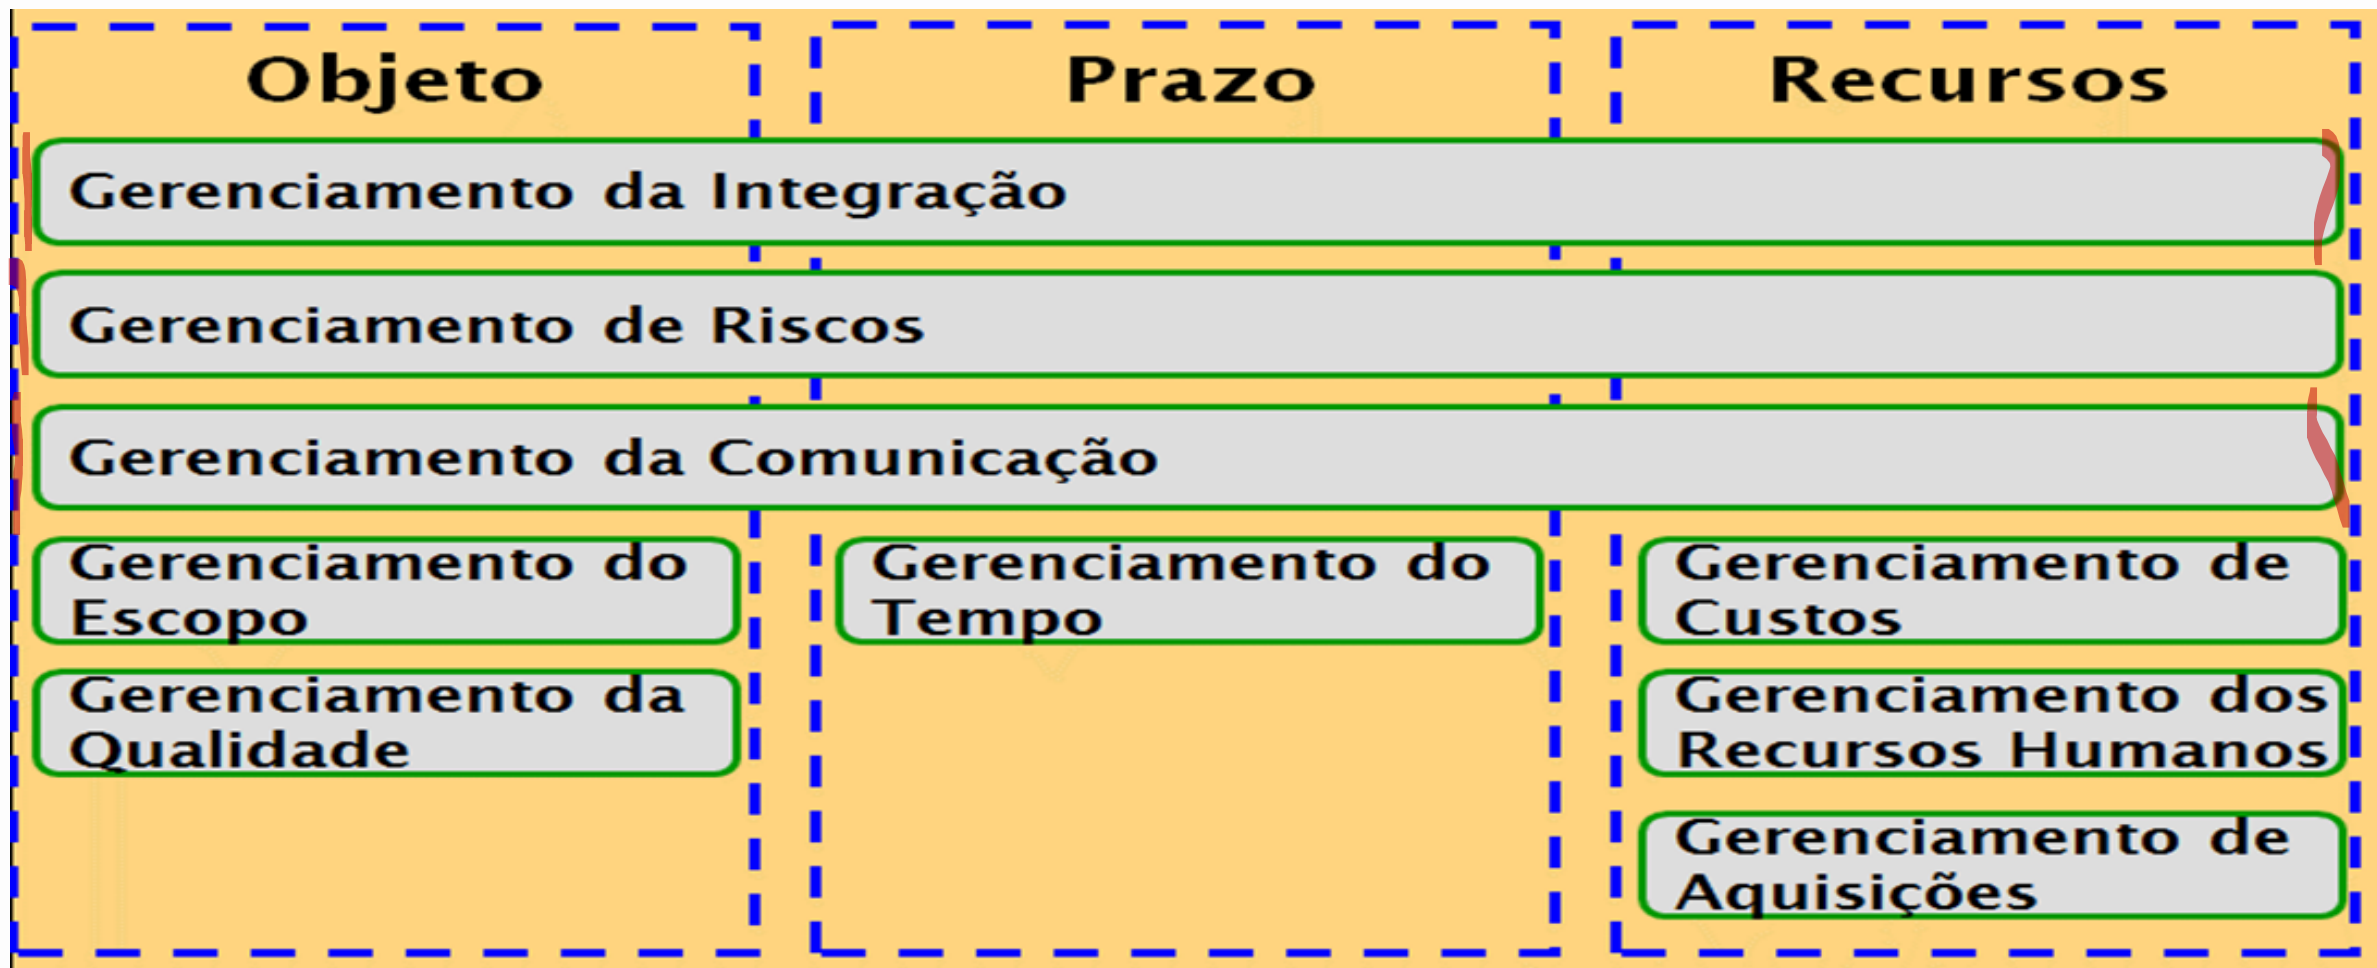 Objeto Prazo Recursos
Gerenciamento da Integração
Gerenciamento de Riscos
Gerenciamento da Comunicação
Gerenciamento do
Escopo
Gerenciamento do
Tempo
Gerenciamento de
Custos
Gerenciamento da
Qualidade
Gerenciamento dos
Recursos Humanos
Gerenciamento de
Aquisições